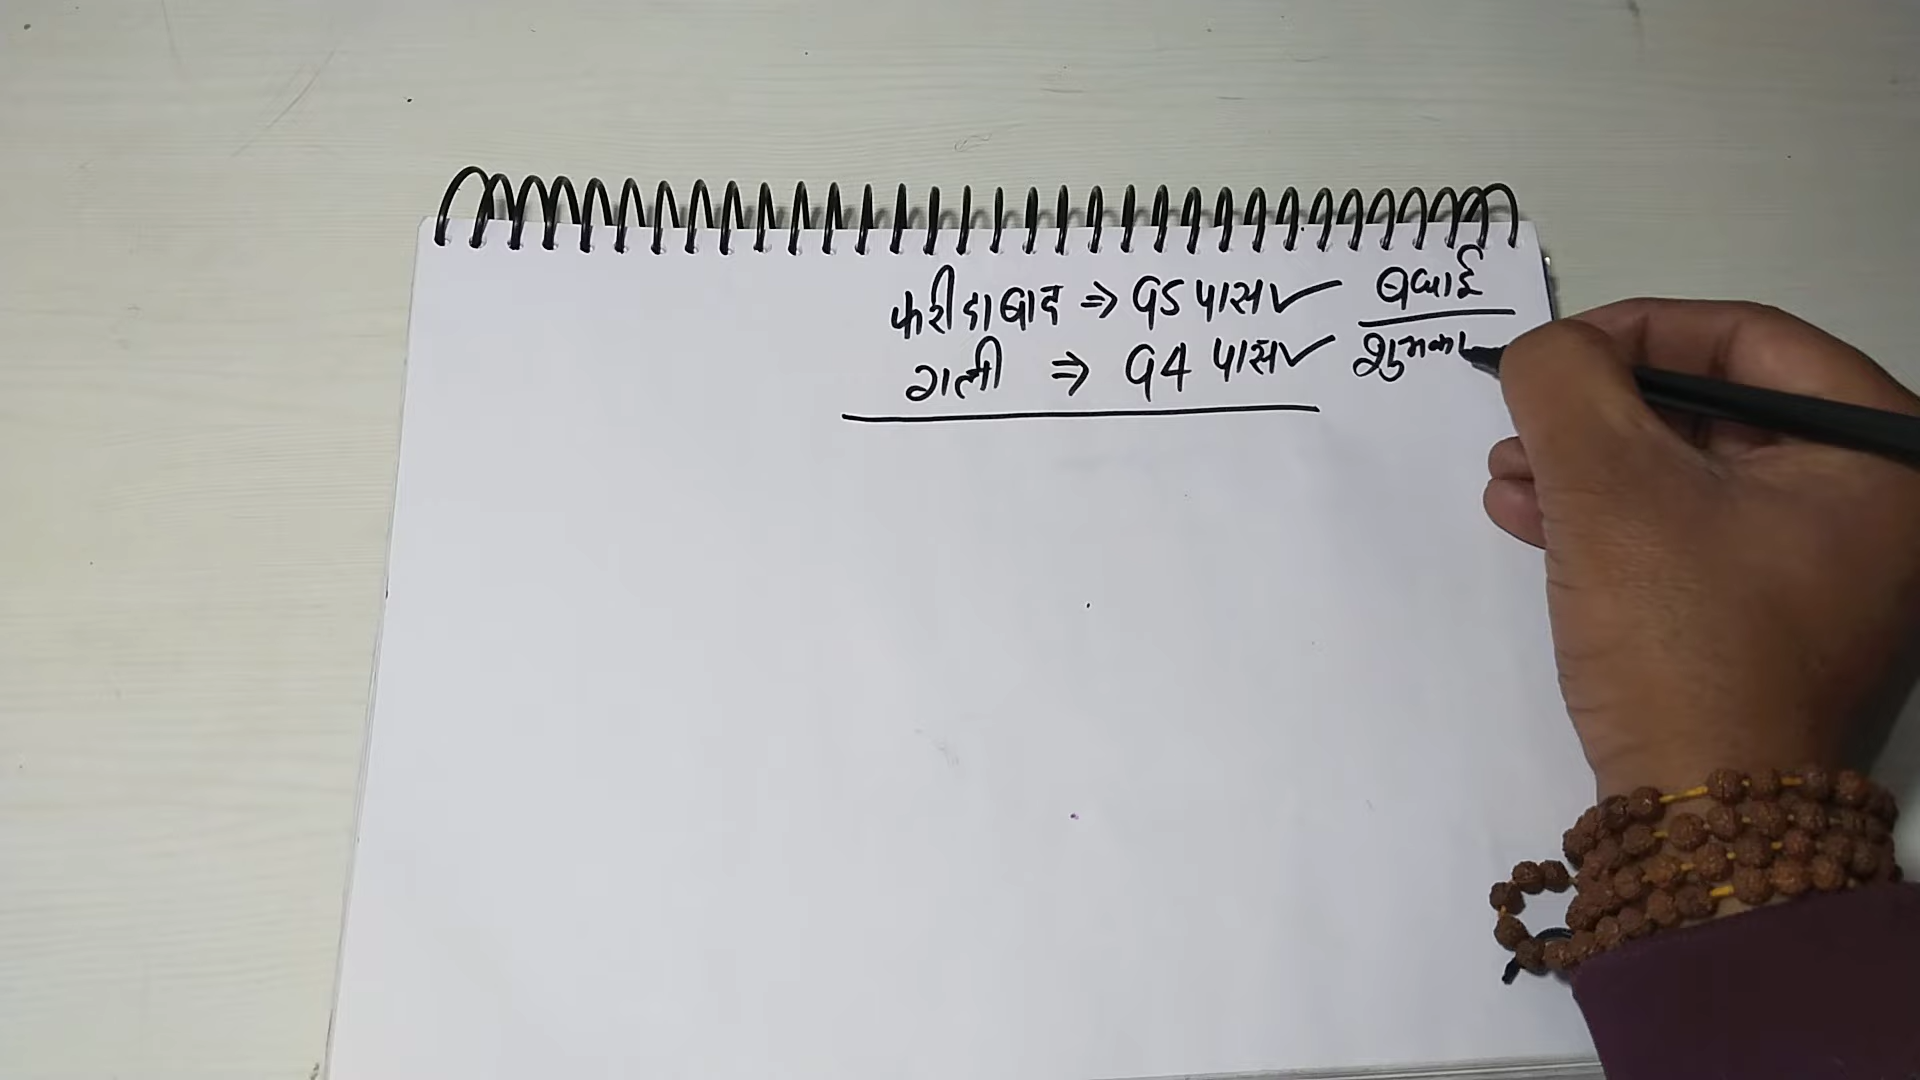 फरीदाबाद ⇒ 95 पास ✓ बधाई
गली ⇒ 94 पास ✓ शुभका